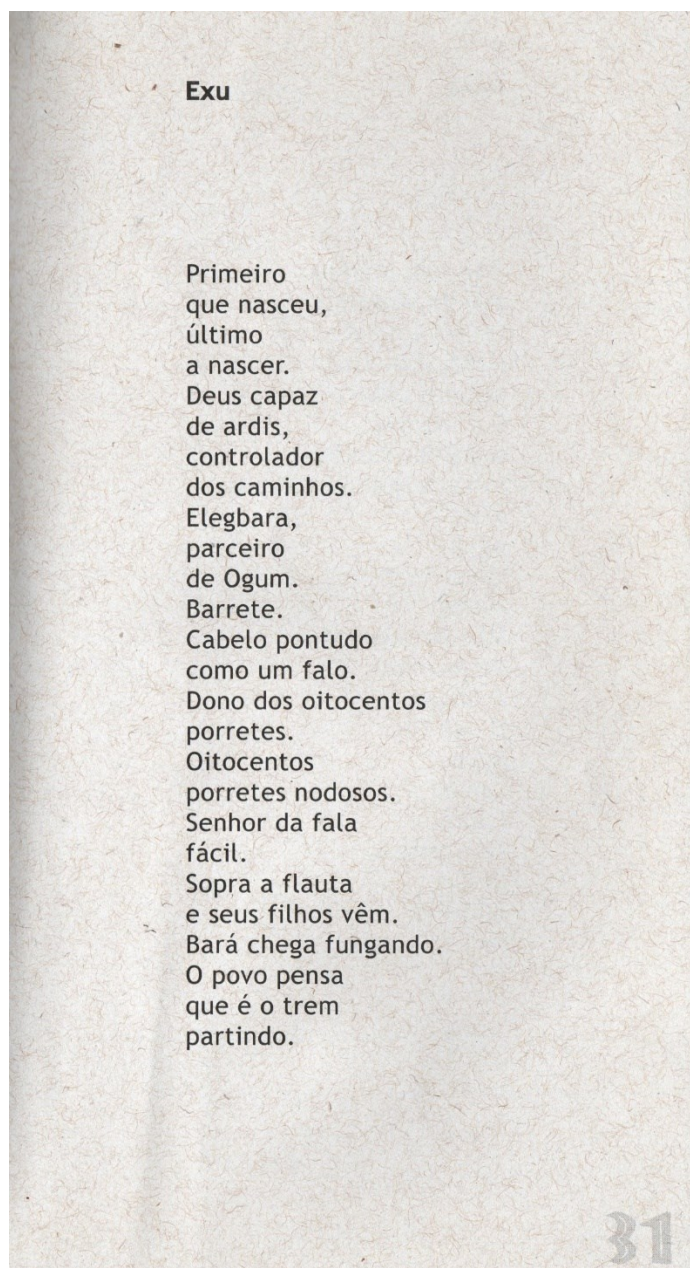 Exu
Primeiro
que nasceu,
último
a nascer.
Deus capaz
de ardis,
controlador
dos caminhos.
Elegbara,
parceiro
de Ogum.
Barrete.
Cabelo pontudo
como um falo.
Dono dos oitocentos
porretes.
Oitocentos
porretes nodosos.
Senhor da fala
fácil.
Sopra a flauta
e seus filhos vêm.
Bará chega fungando.
O povo pensa
que é o trem
partindo.
31